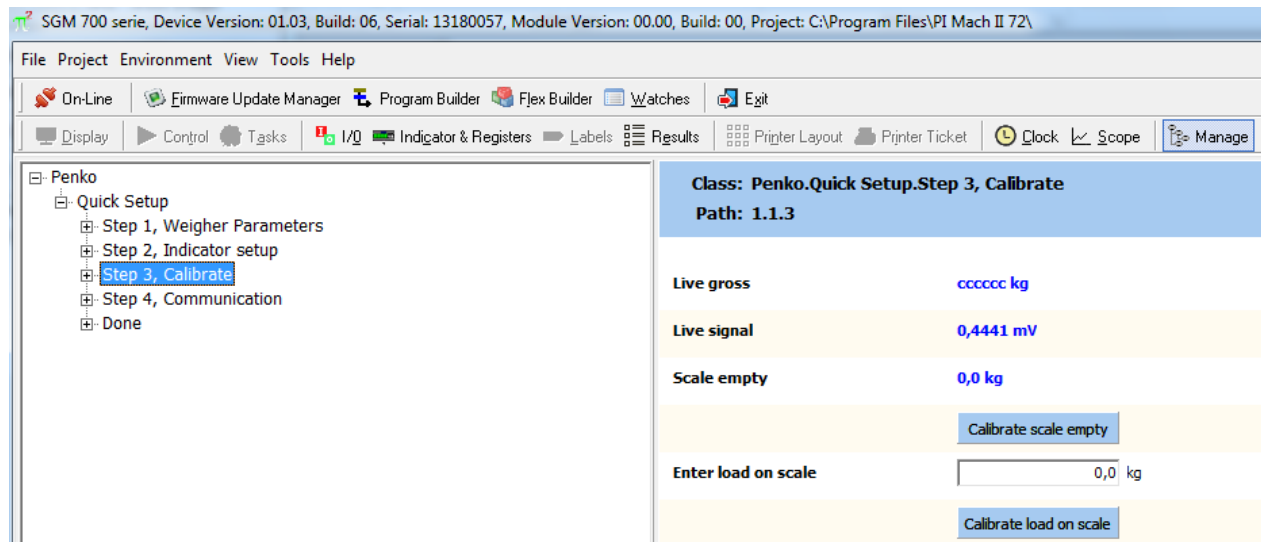 π² SGM 700 serie, Device Version: 01.03, Build: 06, Serial: 13180057, Module Version: 00.00, Build: 00, Project: C:\Program Files\PI Mach II 72\
File Project Environment View Tools Help
On-Line Firmware Update Manager Program Builder Flex Builder Watches Exit
Display Control Tasks I/O Indicator & Registers Labels Results Printer Layout Printer Ticket Clock Scope Manage
Penko
Quick Setup
Step 1, Weigher Parameters
Step 2, Indicator setup
Step 3, Calibrate
Step 4, Communication
Done
Class: Penko.Quick Setup.Step 3, Calibrate
Path: 1.1.3
Live gross cccccc kg
Live signal 0,4441 mV
Scale empty 0,0 kg
Calibrate scale empty
Enter load on scale 0,0 kg
Calibrate load on scale